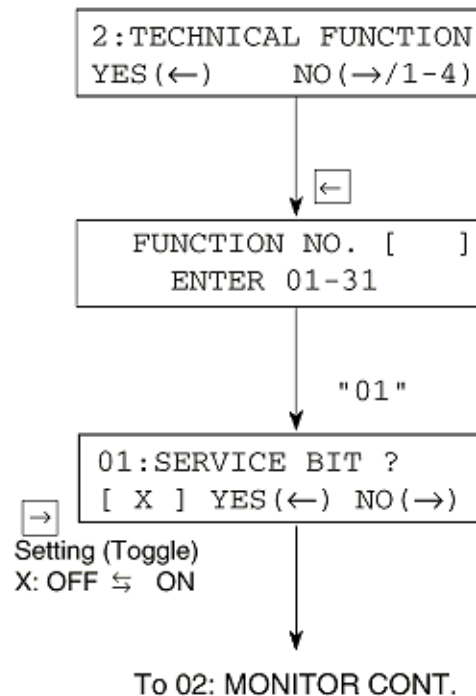 2:TECHNICAL FUNCTION
YES(←) NO(→/1-4)
←
FUNCTION NO. [ ]
ENTER 01-31
"01"
01:SERVICE BIT ?
[ X ] YES(←) NO(→)
→
Setting (Toggle)
X: OFF ⇆ ON
To 02: MONITOR CONT.